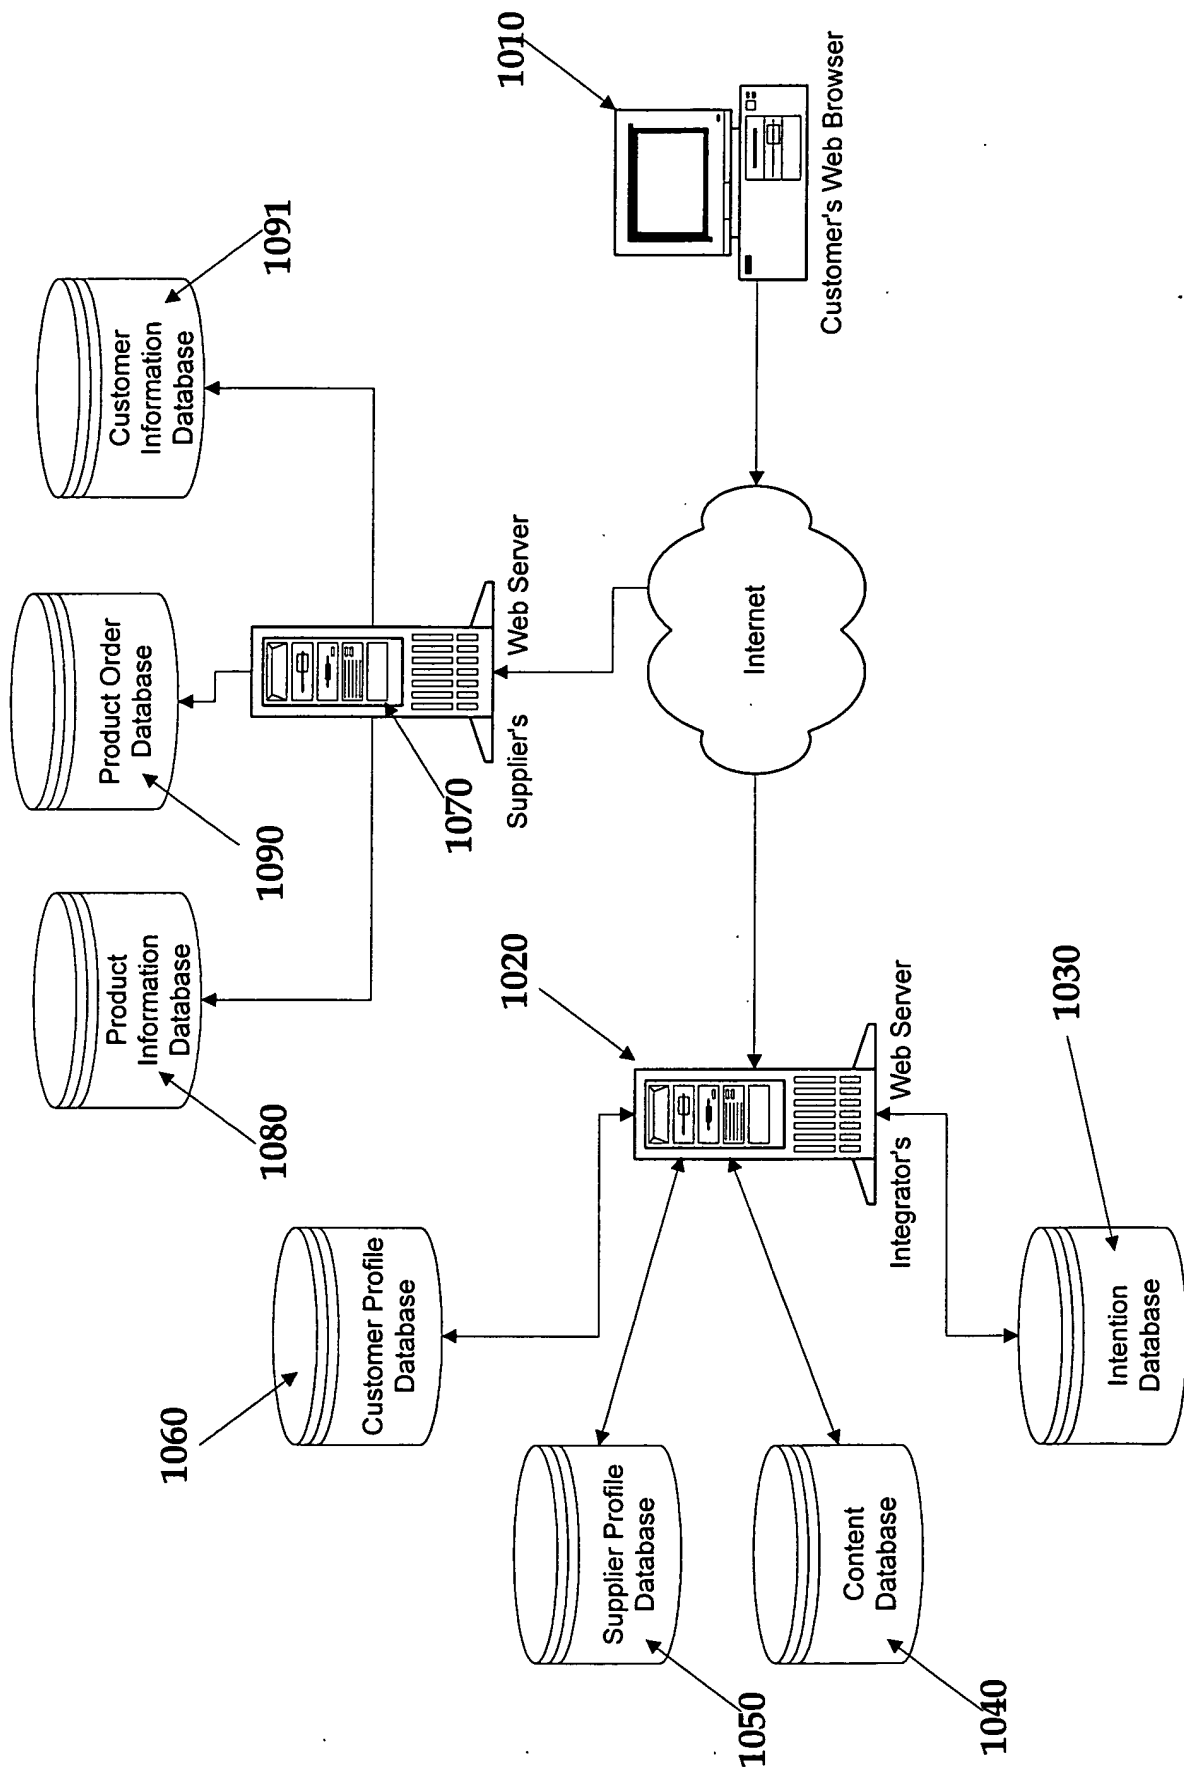 1060
Customer Profile
Database
1050
Supplier Profile
Database
1040
Content
Database
1030
Intention
Database
1020
Integrator's Web Server
1080
Product
Information
Database
1090
Product Order
Database
1091
Customer
Information
Database
1070
Supplier's Web Server
Internet
1010
Customer's Web Browser